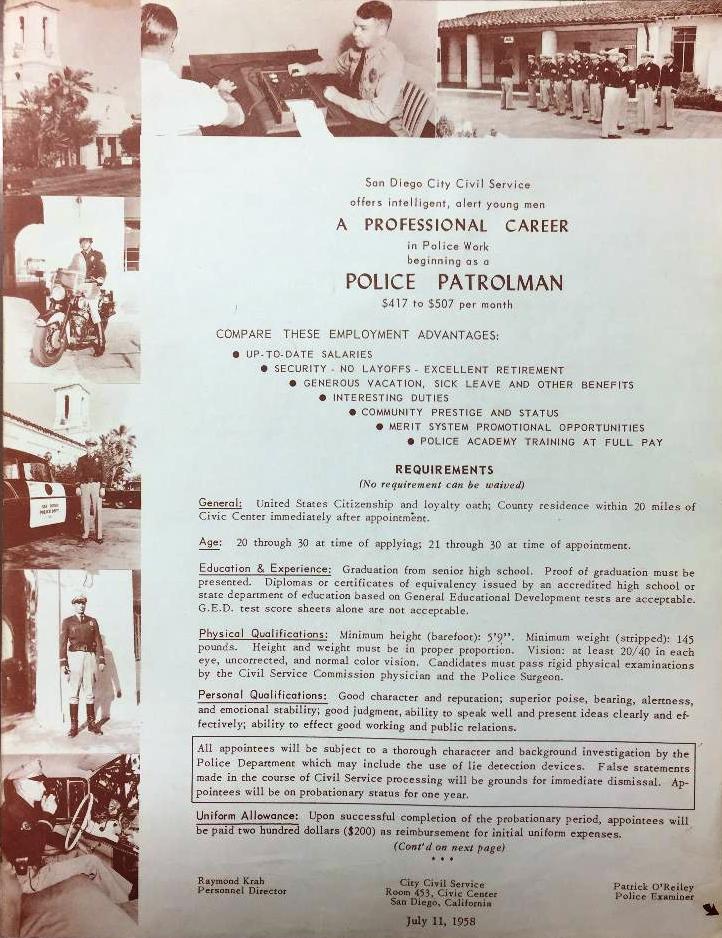 San Diego City Civil Service
offers intelligent, alert young men
A PROFESSIONAL CAREER
in Police Work
beginning as a
POLICE PATROLMAN
$417 to $507 per month
COMPARE THESE EMPLOYMENT ADVANTAGES:
● UP-TO-DATE SALARIES
● SECURITY - NO LAYOFFS - EXCELLENT RETIREMENT
● GENEROUS VACATION, SICK LEAVE AND OTHER BENEFITS
● INTERESTING DUTIES
● COMMUNITY PRESTIGE AND STATUS
● MERIT SYSTEM PROMOTIONAL OPPORTUNITIES
● POLICE ACADEMY TRAINING AT FULL PAY
REQUIREMENTS
(No requirement can be waived)
General: United States Citizenship and loyalty oath; County residence within 20 miles of
Civic Center immediately after appointment.
Age: 20 through 30 at time of applying; 21 through 30 at time of appointment.
Education & Experience: Graduation from senior high school. Proof of graduation must be
presented. Diplomas or certificates of equivalency issued by an accredited high school or
state department of education based on General Educational Development tests are acceptable.
G.E.D. test score sheets alone are not acceptable.
Physical Qualifications: Minimum height (barefoot): 5'9''. Minimum weight (stripped): 145
pounds. Height and weight must be in proper proportion. Vision: at least 20/40 in each
eye, uncorrected, and normal color vision. Candidates must pass rigid physical examinations
by the Civil Service Commission physician and the Police Surgeon.
Personal Qualifications: Good character and reputation; superior poise, bearing, alertness,
and emotional stability; good judgment, ability to speak well and present ideas clearly and ef-
fectively; ability to effect good working and public relations.
All appointees will be subject to a thorough character and background investigation by the
Police Department which may include the use of lie detection devices. False statements
made in the course of Civil Service processing will be grounds for immediate dismissal. Ap-
pointees will be on probationary status for one year.
Uniform Allowance: Upon successful completion of the probationary period, appointees will
be paid two hundred dollars ($200) as reimbursement for initial uniform expenses.
(Cont'd on next page)
* * *
Raymond Krah
Personnel Director
City Civil Service
Room 453, Civic Center
San Diego, California
Patrick O'Reiley
Police Examiner
July 11, 1958